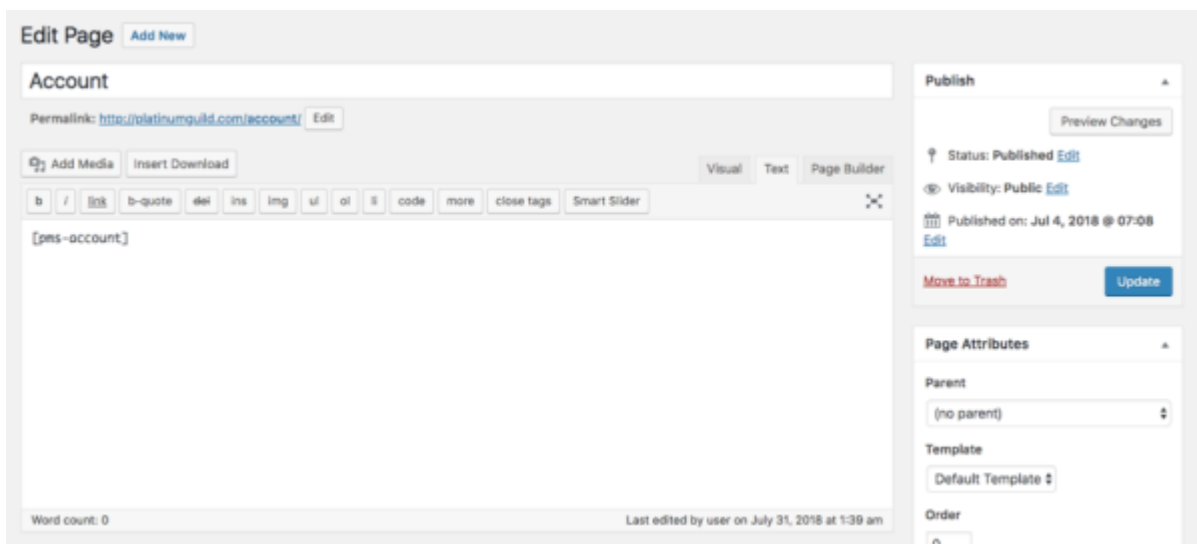 Edit Page Add New
Account
Permalink: http://platinumguild.com/account/ Edit
Add Media Insert Download
Visual Text Page Builder
b i link b-quote del ins img ul ol li code more close tags Smart Slider
[pms-account]
Word count: 0 Last edited by user on July 31, 2018 at 1:39 am
Publish
Preview Changes
Status: Published Edit
Visibility: Public Edit
Published on: Jul 4, 2018 @ 07:08
Edit
Move to Trash Update
Page Attributes
Parent
(no parent)
Template
Default Template
Order
0